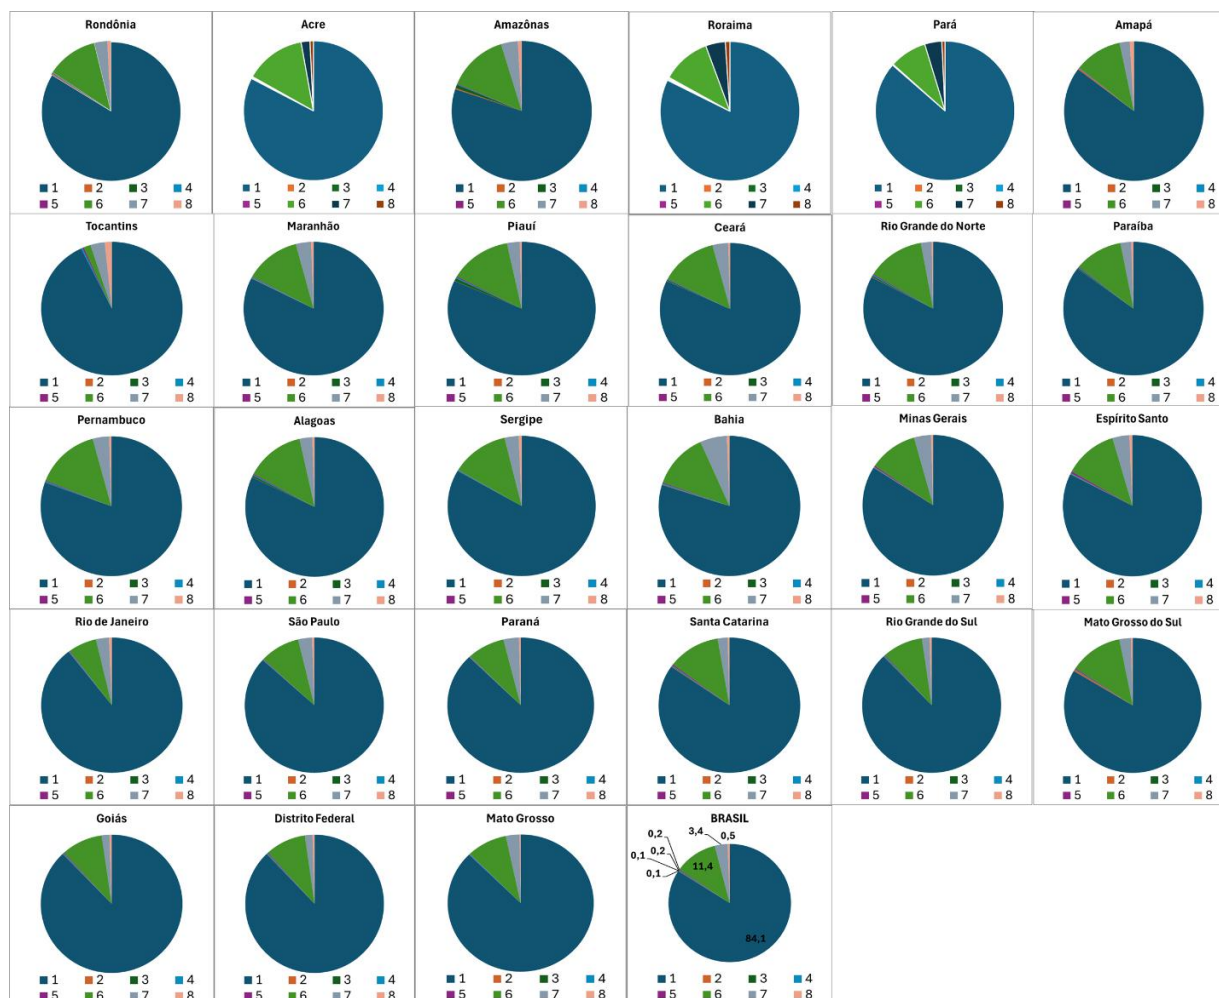 Rondônia Acre Amazônas Roraima Pará Amapá
1 2 3 4 1 2 3 4 1 2 3 4 1 2 3 4 1 2 3 4 1 2 3 4
5 6 7 8 5 6 7 8 5 6 7 8 5 6 7 8 5 6 7 8 5 6 7 8
Tocantins Maranhão Piauí Ceará Rio Grande do Norte Paraíba
1 2 3 4 1 2 3 4 1 2 3 4 1 2 3 4 1 2 3 4 1 2 3 4
5 6 7 8 5 6 7 8 5 6 7 8 5 6 7 8 5 6 7 8 5 6 7 8
Pernambuco Alagoas Sergipe Bahia Minas Gerais Espírito Santo
1 2 3 4 1 2 3 4 1 2 3 4 1 2 3 4 1 2 3 4 1 2 3 4
5 6 7 8 5 6 7 8 5 6 7 8 5 6 7 8 5 6 7 8 5 6 7 8
Rio de Janeiro São Paulo Paraná Santa Catarina Rio Grande do Sul Mato Grosso do Sul
1 2 3 4 1 2 3 4 1 2 3 4 1 2 3 4 1 2 3 4 1 2 3 4
5 6 7 8 5 6 7 8 5 6 7 8 5 6 7 8 5 6 7 8 5 6 7 8
Goiás Distrito Federal Mato Grosso BRASIL
0,2 3,4 0,5
0,2
0,1 11,4
0,1
84,1
1 2 3 4 1 2 3 4 1 2 3 4 1 2 3 4
5 6 7 8 5 6 7 8 5 6 7 8 5 6 7 8